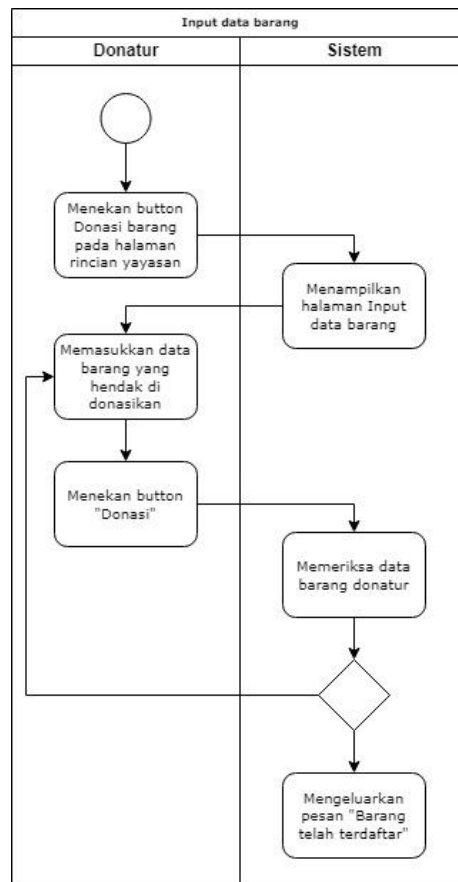 Input data barang
Donatur
Sistem
Menekan button
Donasi barang
pada halaman
rincian yayasan
Menampilkan
halaman Input
data barang
Memasukkan data
barang yang
hendak di
donasikan
Menekan button
"Donasi"
Memeriksa data
barang donatur
Mengeluarkan
pesan "Barang
telah terdaftar"